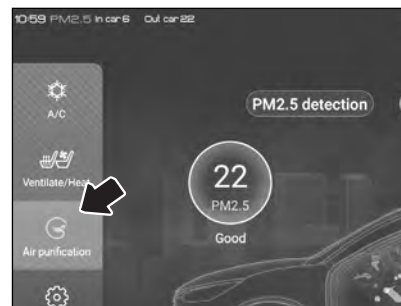 10:59 PM2.5 In car 6 Out car 22
A/C
PM2.5 detection
Ventilate/Heat
22
PM2.5
Good
Air purification